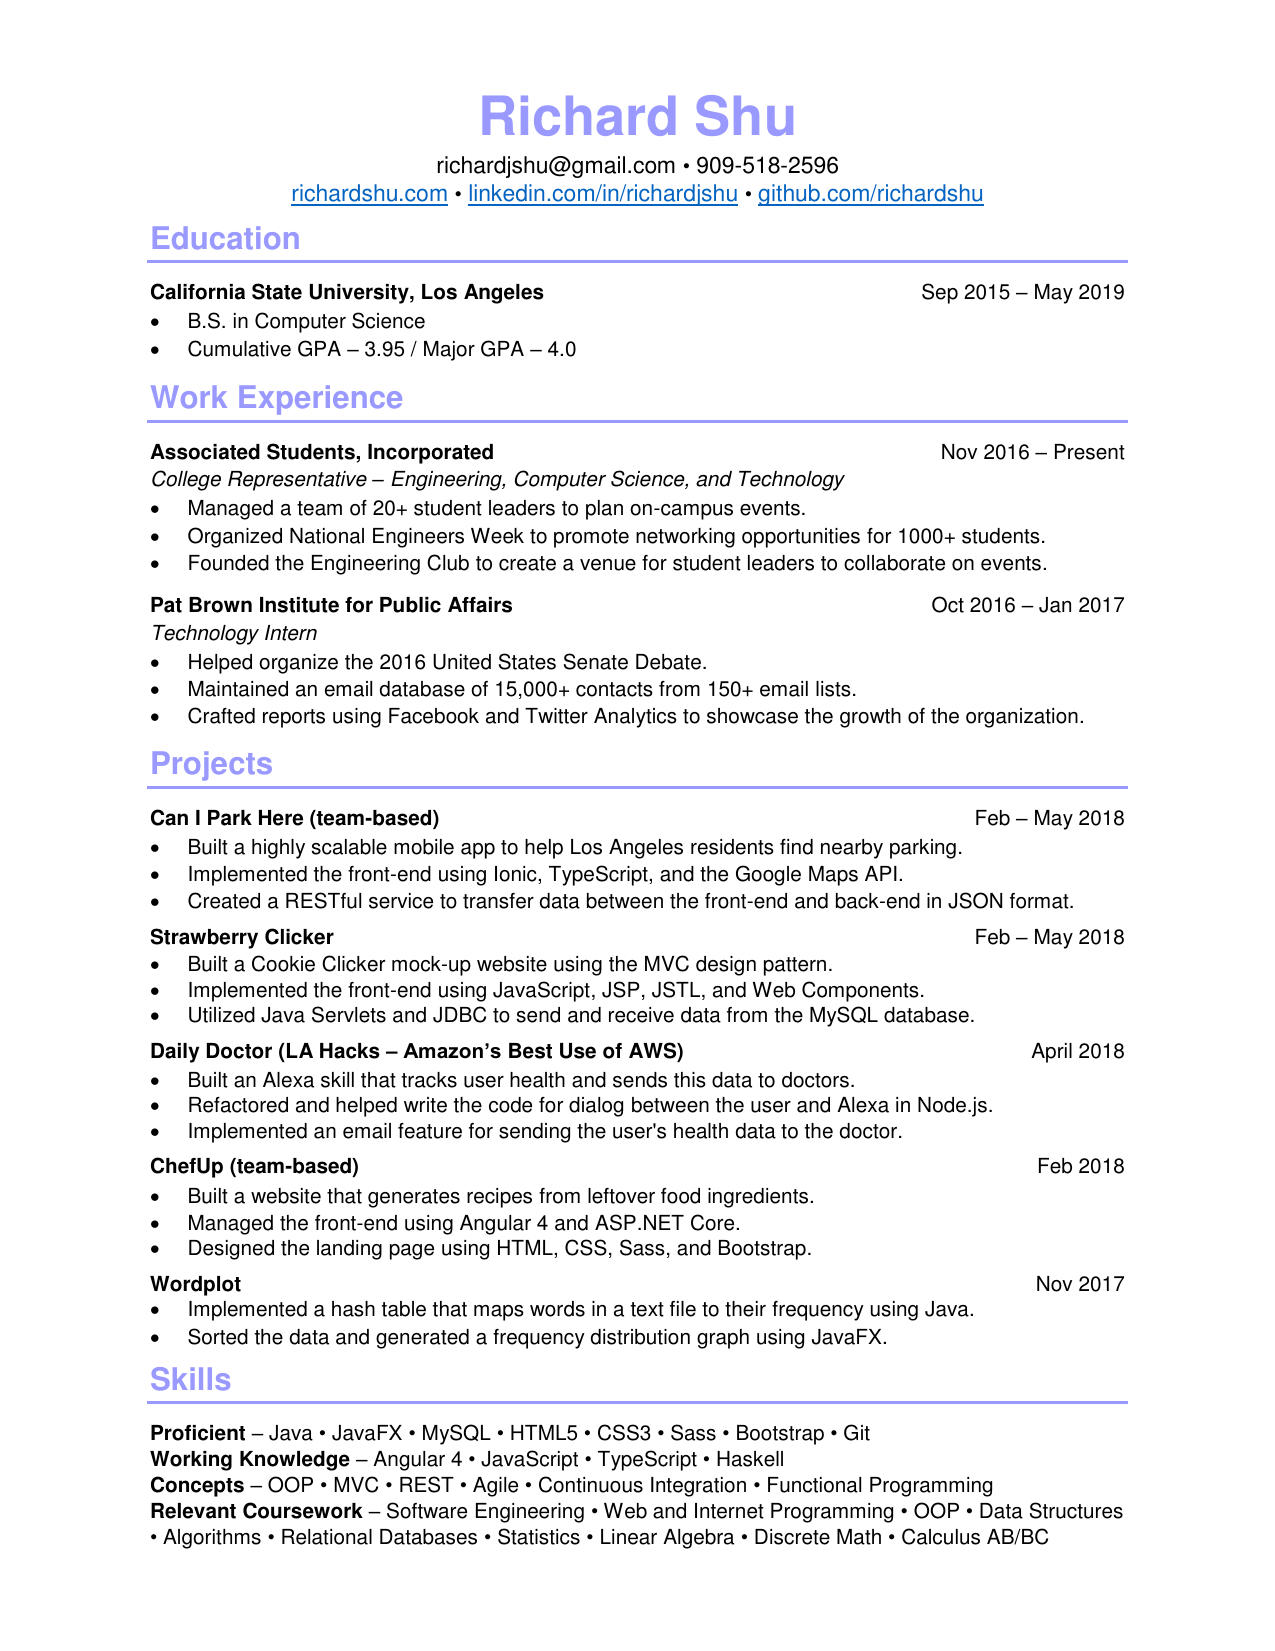 Richard Shu
richardjshu@gmail.com • 909-518-2596
richardshu.com • linkedin.com/in/richardjshu • github.com/richardshu
Education
California State University, Los Angeles Sep 2015 – May 2019
• B.S. in Computer Science
• Cumulative GPA – 3.95 / Major GPA – 4.0
Work Experience
Associated Students, Incorporated Nov 2016 – Present
College Representative – Engineering, Computer Science, and Technology
• Managed a team of 20+ student leaders to plan on-campus events.
• Organized National Engineers Week to promote networking opportunities for 1000+ students.
• Founded the Engineering Club to create a venue for student leaders to collaborate on events.
Pat Brown Institute for Public Affairs Oct 2016 – Jan 2017
Technology Intern
• Helped organize the 2016 United States Senate Debate.
• Maintained an email database of 15,000+ contacts from 150+ email lists.
• Crafted reports using Facebook and Twitter Analytics to showcase the growth of the organization.
Projects
Can I Park Here (team-based) Feb – May 2018
• Built a highly scalable mobile app to help Los Angeles residents find nearby parking.
• Implemented the front-end using Ionic, TypeScript, and the Google Maps API.
• Created a RESTful service to transfer data between the front-end and back-end in JSON format.
Strawberry Clicker Feb – May 2018
• Built a Cookie Clicker mock-up website using the MVC design pattern.
• Implemented the front-end using JavaScript, JSP, JSTL, and Web Components.
• Utilized Java Servlets and JDBC to send and receive data from the MySQL database.
Daily Doctor (LA Hacks – Amazon’s Best Use of AWS) April 2018
• Built an Alexa skill that tracks user health and sends this data to doctors.
• Refactored and helped write the code for dialog between the user and Alexa in Node.js.
• Implemented an email feature for sending the user's health data to the doctor.
ChefUp (team-based) Feb 2018
• Built a website that generates recipes from leftover food ingredients.
• Managed the front-end using Angular 4 and ASP.NET Core.
• Designed the landing page using HTML, CSS, Sass, and Bootstrap.
Wordplot Nov 2017
• Implemented a hash table that maps words in a text file to their frequency using Java.
• Sorted the data and generated a frequency distribution graph using JavaFX.
Skills
Proficient – Java • JavaFX • MySQL • HTML5 • CSS3 • Sass • Bootstrap • Git
Working Knowledge – Angular 4 • JavaScript • TypeScript • Haskell
Concepts – OOP • MVC • REST • Agile • Continuous Integration • Functional Programming
Relevant Coursework – Software Engineering • Web and Internet Programming • OOP • Data Structures
• Algorithms • Relational Databases • Statistics • Linear Algebra • Discrete Math • Calculus AB/BC